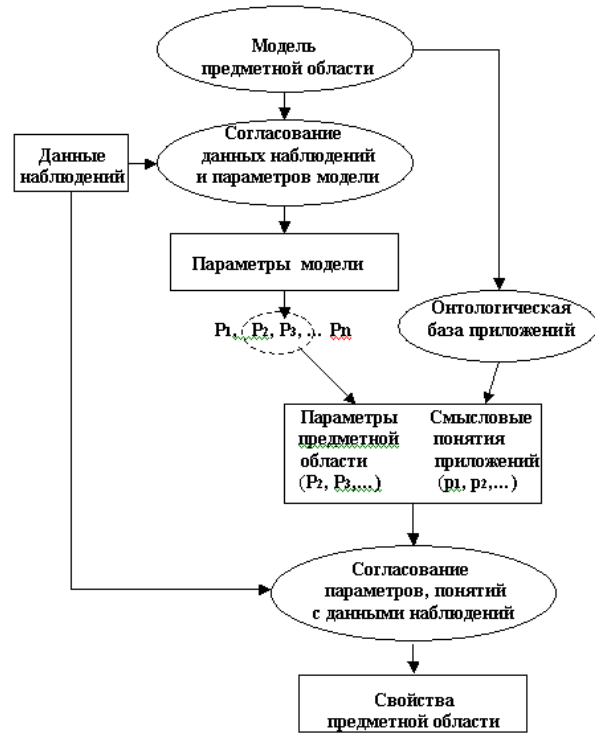 Модель
предметной области
Согласование
данных наблюдений
и параметров модели
Данные
наблюдений
Параметры модели
P1, P2, P3, ... Pn
Онтологическая
база приложений
Параметры
предметной
области
(P2, P3,...)
Смысловые
понятия
приложений
(p1, p2,...)
Согласование
параметров, понятий
с данными наблюдений
Свойства
предметной области